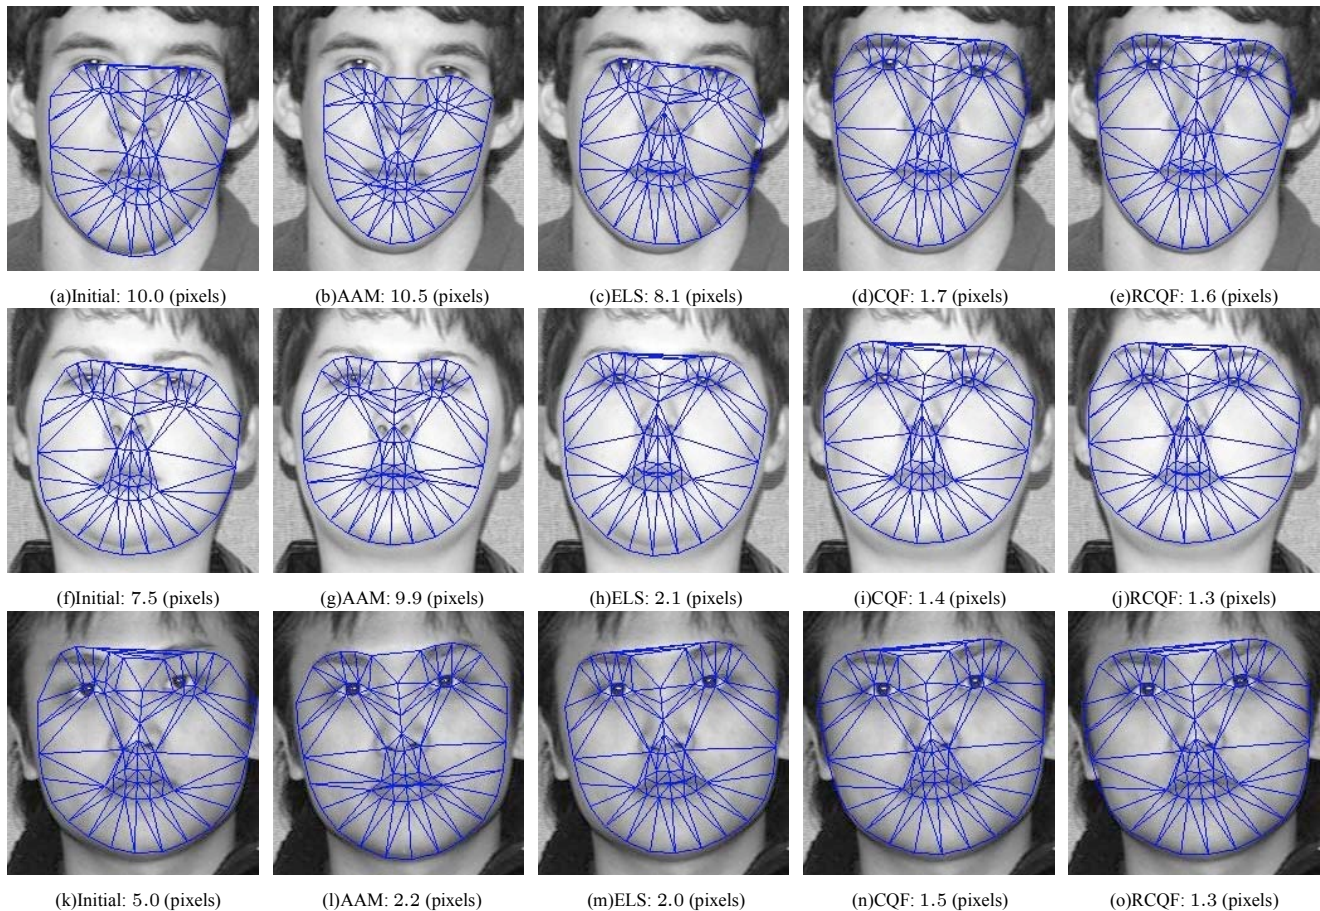 (a)Initial: 10.0 (pixels)
(b)AAM: 10.5 (pixels)
(c)ELS: 8.1 (pixels)
(d)CQF: 1.7 (pixels)
(e)RCQF: 1.6 (pixels)
(f)Initial: 7.5 (pixels)
(g)AAM: 9.9 (pixels)
(h)ELS: 2.1 (pixels)
(i)CQF: 1.4 (pixels)
(j)RCQF: 1.3 (pixels)
(k)Initial: 5.0 (pixels)
(l)AAM: 2.2 (pixels)
(m)ELS: 2.0 (pixels)
(n)CQF: 1.5 (pixels)
(o)RCQF: 1.3 (pixels)